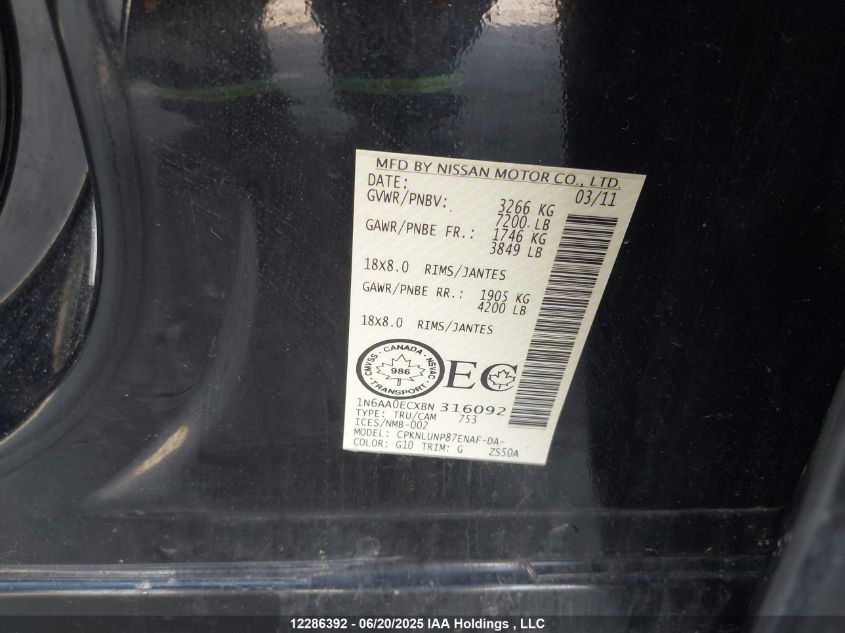 MFD BY NISSAN MOTOR CO., LTD.
DATE: 03/11
GVWR/PNBV: 3266 KG
7200 LB
GAWR/PNBE FR.: 1746 KG
3849 LB
18x8.0 RIMS/JANTES
GAWR/PNBE RR.: 1905 KG
4200 LB
18x8.0 RIMS/JANTES
CMVSS · CANADA · NSVAC
986
TRANSPORT
EC
1N6AA0ECXBN 316092
TYPE: TRU/CAM 753
ICES/NMB-002
MODEL: CPKNLUNP87ENAF-DA-
COLOR: G10 TRIM: G ZS50A
12286392 - 06/20/2025 IAA Holdings , LLC